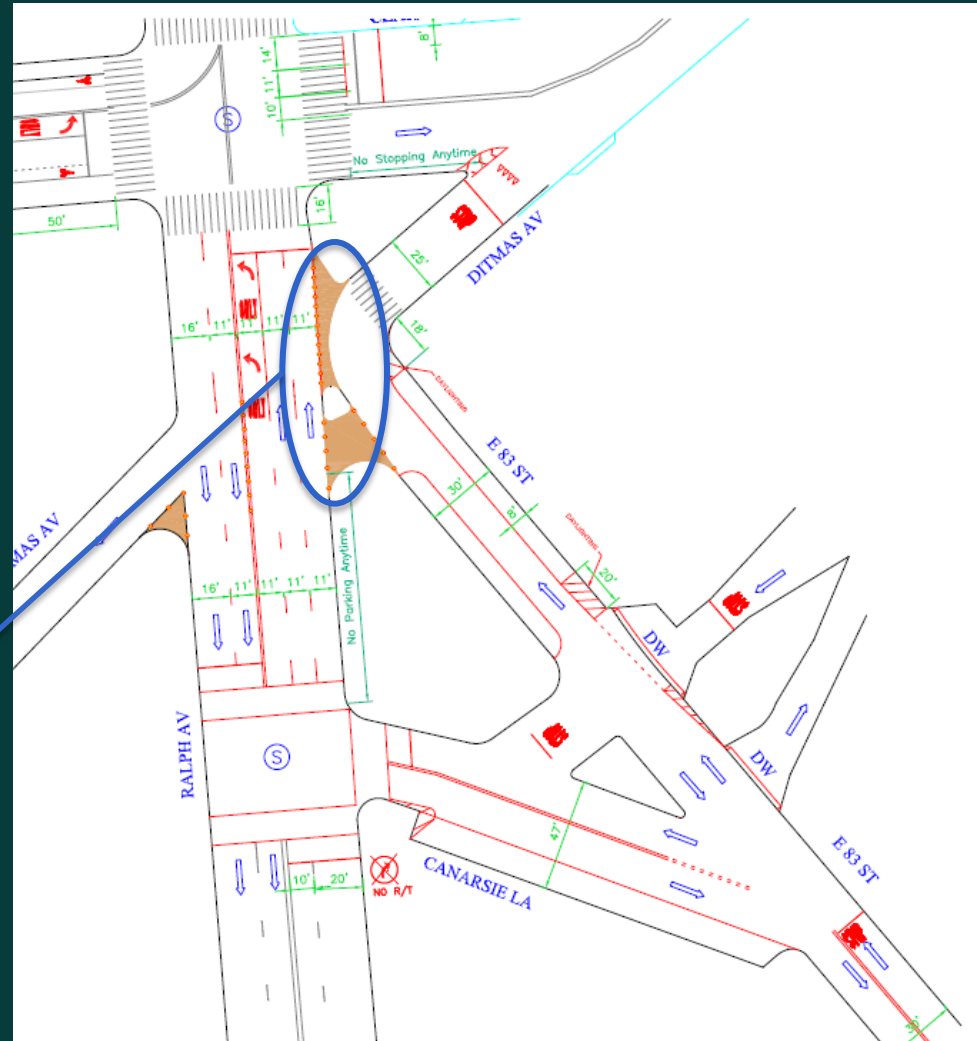 8'
14'
11'
10'
S
No Stopping Anytime
16'
50'
25'
DITMAS AV
18'
16'
11'
11'
11'
11'
DAYLIGHTING
E 83 ST
30'
8'
DAYLIGHTING
20'
MAS AV
16'
11'
11'
11'
11'
No Parking Anytime
DW
RALPH AV
S
DW
47'
E 83 ST
10'
20'
NO R/T
CANARSIE LA